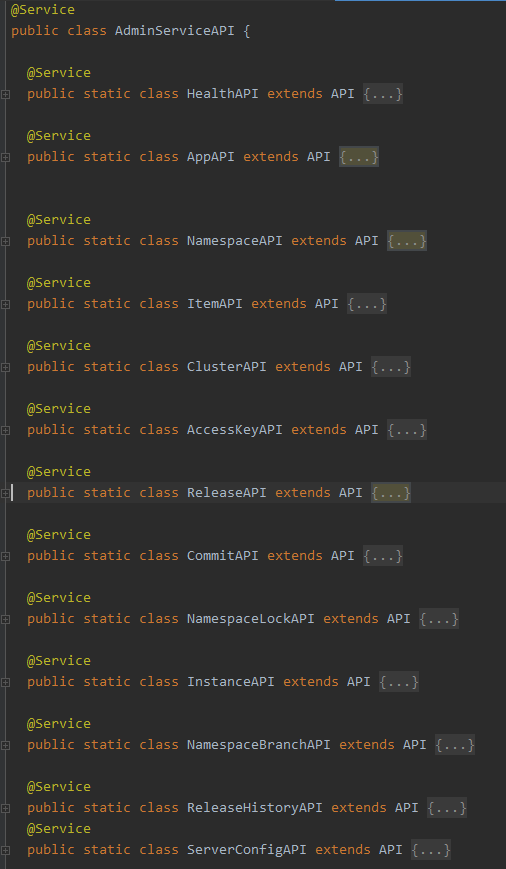 @Service
public class AdminServiceAPI {
@Service
public static class HealthAPI extends API {...}
@Service
public static class AppAPI extends API {...}
@Service
public static class NamespaceAPI extends API {...}
@Service
public static class ItemAPI extends API {...}
@Service
public static class ClusterAPI extends API {...}
@Service
public static class AccessKeyAPI extends API {...}
@Service
public static class ReleaseAPI extends API {...}
@Service
public static class CommitAPI extends API {...}
@Service
public static class NamespaceLockAPI extends API {...}
@Service
public static class InstanceAPI extends API {...}
@Service
public static class NamespaceBranchAPI extends API {...}
@Service
public static class ReleaseHistoryAPI extends API {...}
@Service
public static class ServerConfigAPI extends API {...}